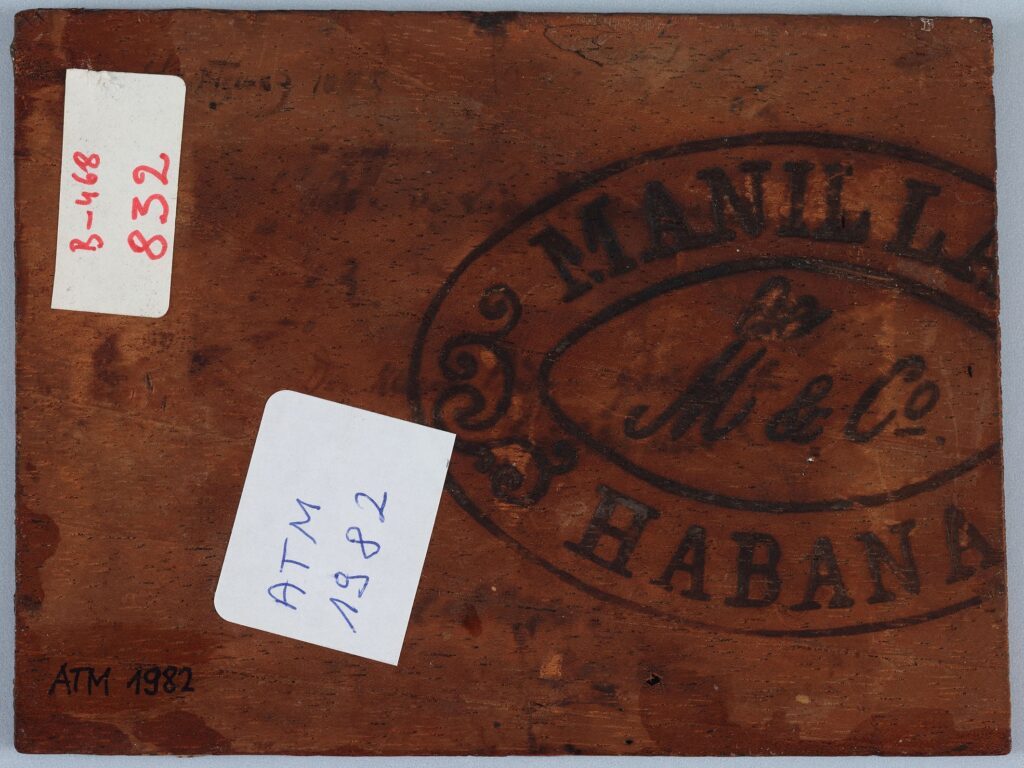 B-468
832
MANILLA
M & Co.
HABANA
ATM
1982
ATM 1982